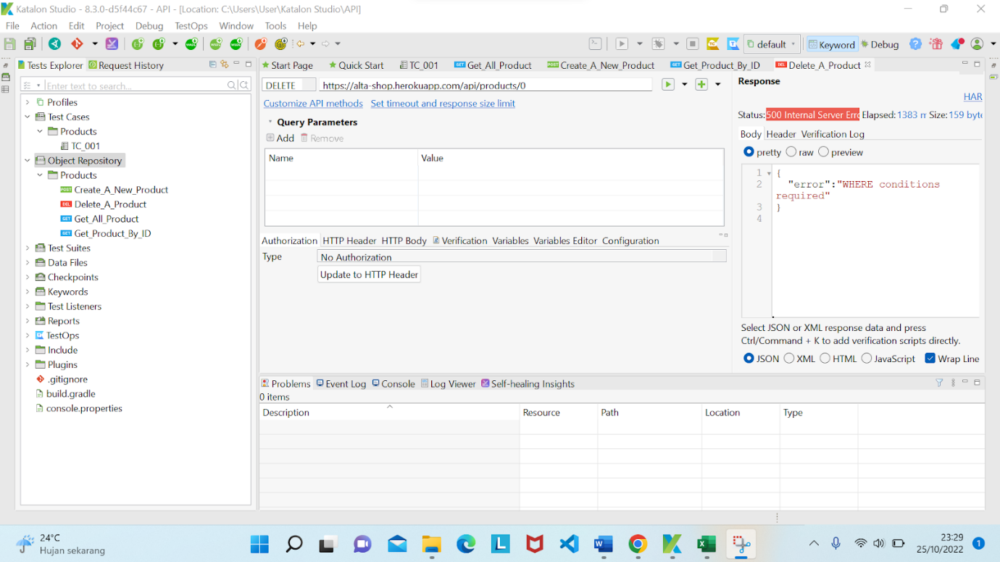 Katalon Studio - 8.3.0-d5f44c67 - API - [Location: C:\Users\User\Katalon Studio\API]
File Action Edit Project Debug TestOps Window Tools Help
default Keyword Debug
Tests Explorer Request History
Enter text to search...
Profiles
Test Cases
Products
TC_001
Object Repository
Products
POST Create_A_New_Product
DEL Delete_A_Product
GET Get_All_Product
GET Get_Product_By_ID
Test Suites
Data Files
Checkpoints
Keywords
Test Listeners
Reports
TestOps
Include
Plugins
.gitignore
build.gradle
console.properties
Start Page Quick Start TC_001 GET Get_All_Product POST Create_A_New_Product GET Get_Product_By_ID DEL Delete_A_Product
DELETE https://alta-shop.herokuapp.com/api/products/0
Customize API methods Set timeout and response size limit
Query Parameters
Add Remove
Name Value
Authorization HTTP Header HTTP Body Verification Variables Variables Editor Configuration
Type No Authorization
Update to HTTP Header
Response
HAR
Status: 500 Internal Server Erro Elapsed: 1383 m Size: 159 byte
Body Header Verification Log
pretty raw preview
1 {
2 "error":"WHERE conditions
required"
3 }
4
Select JSON or XML response data and press
Ctrl/Command + K to add verification scripts directly.
JSON XML HTML JavaScript Wrap Line
Problems Event Log Console Log Viewer Self-healing Insights
0 items
Description Resource Path Location Type
24°C
Hujan sekarang
23:29
25/10/2022
1